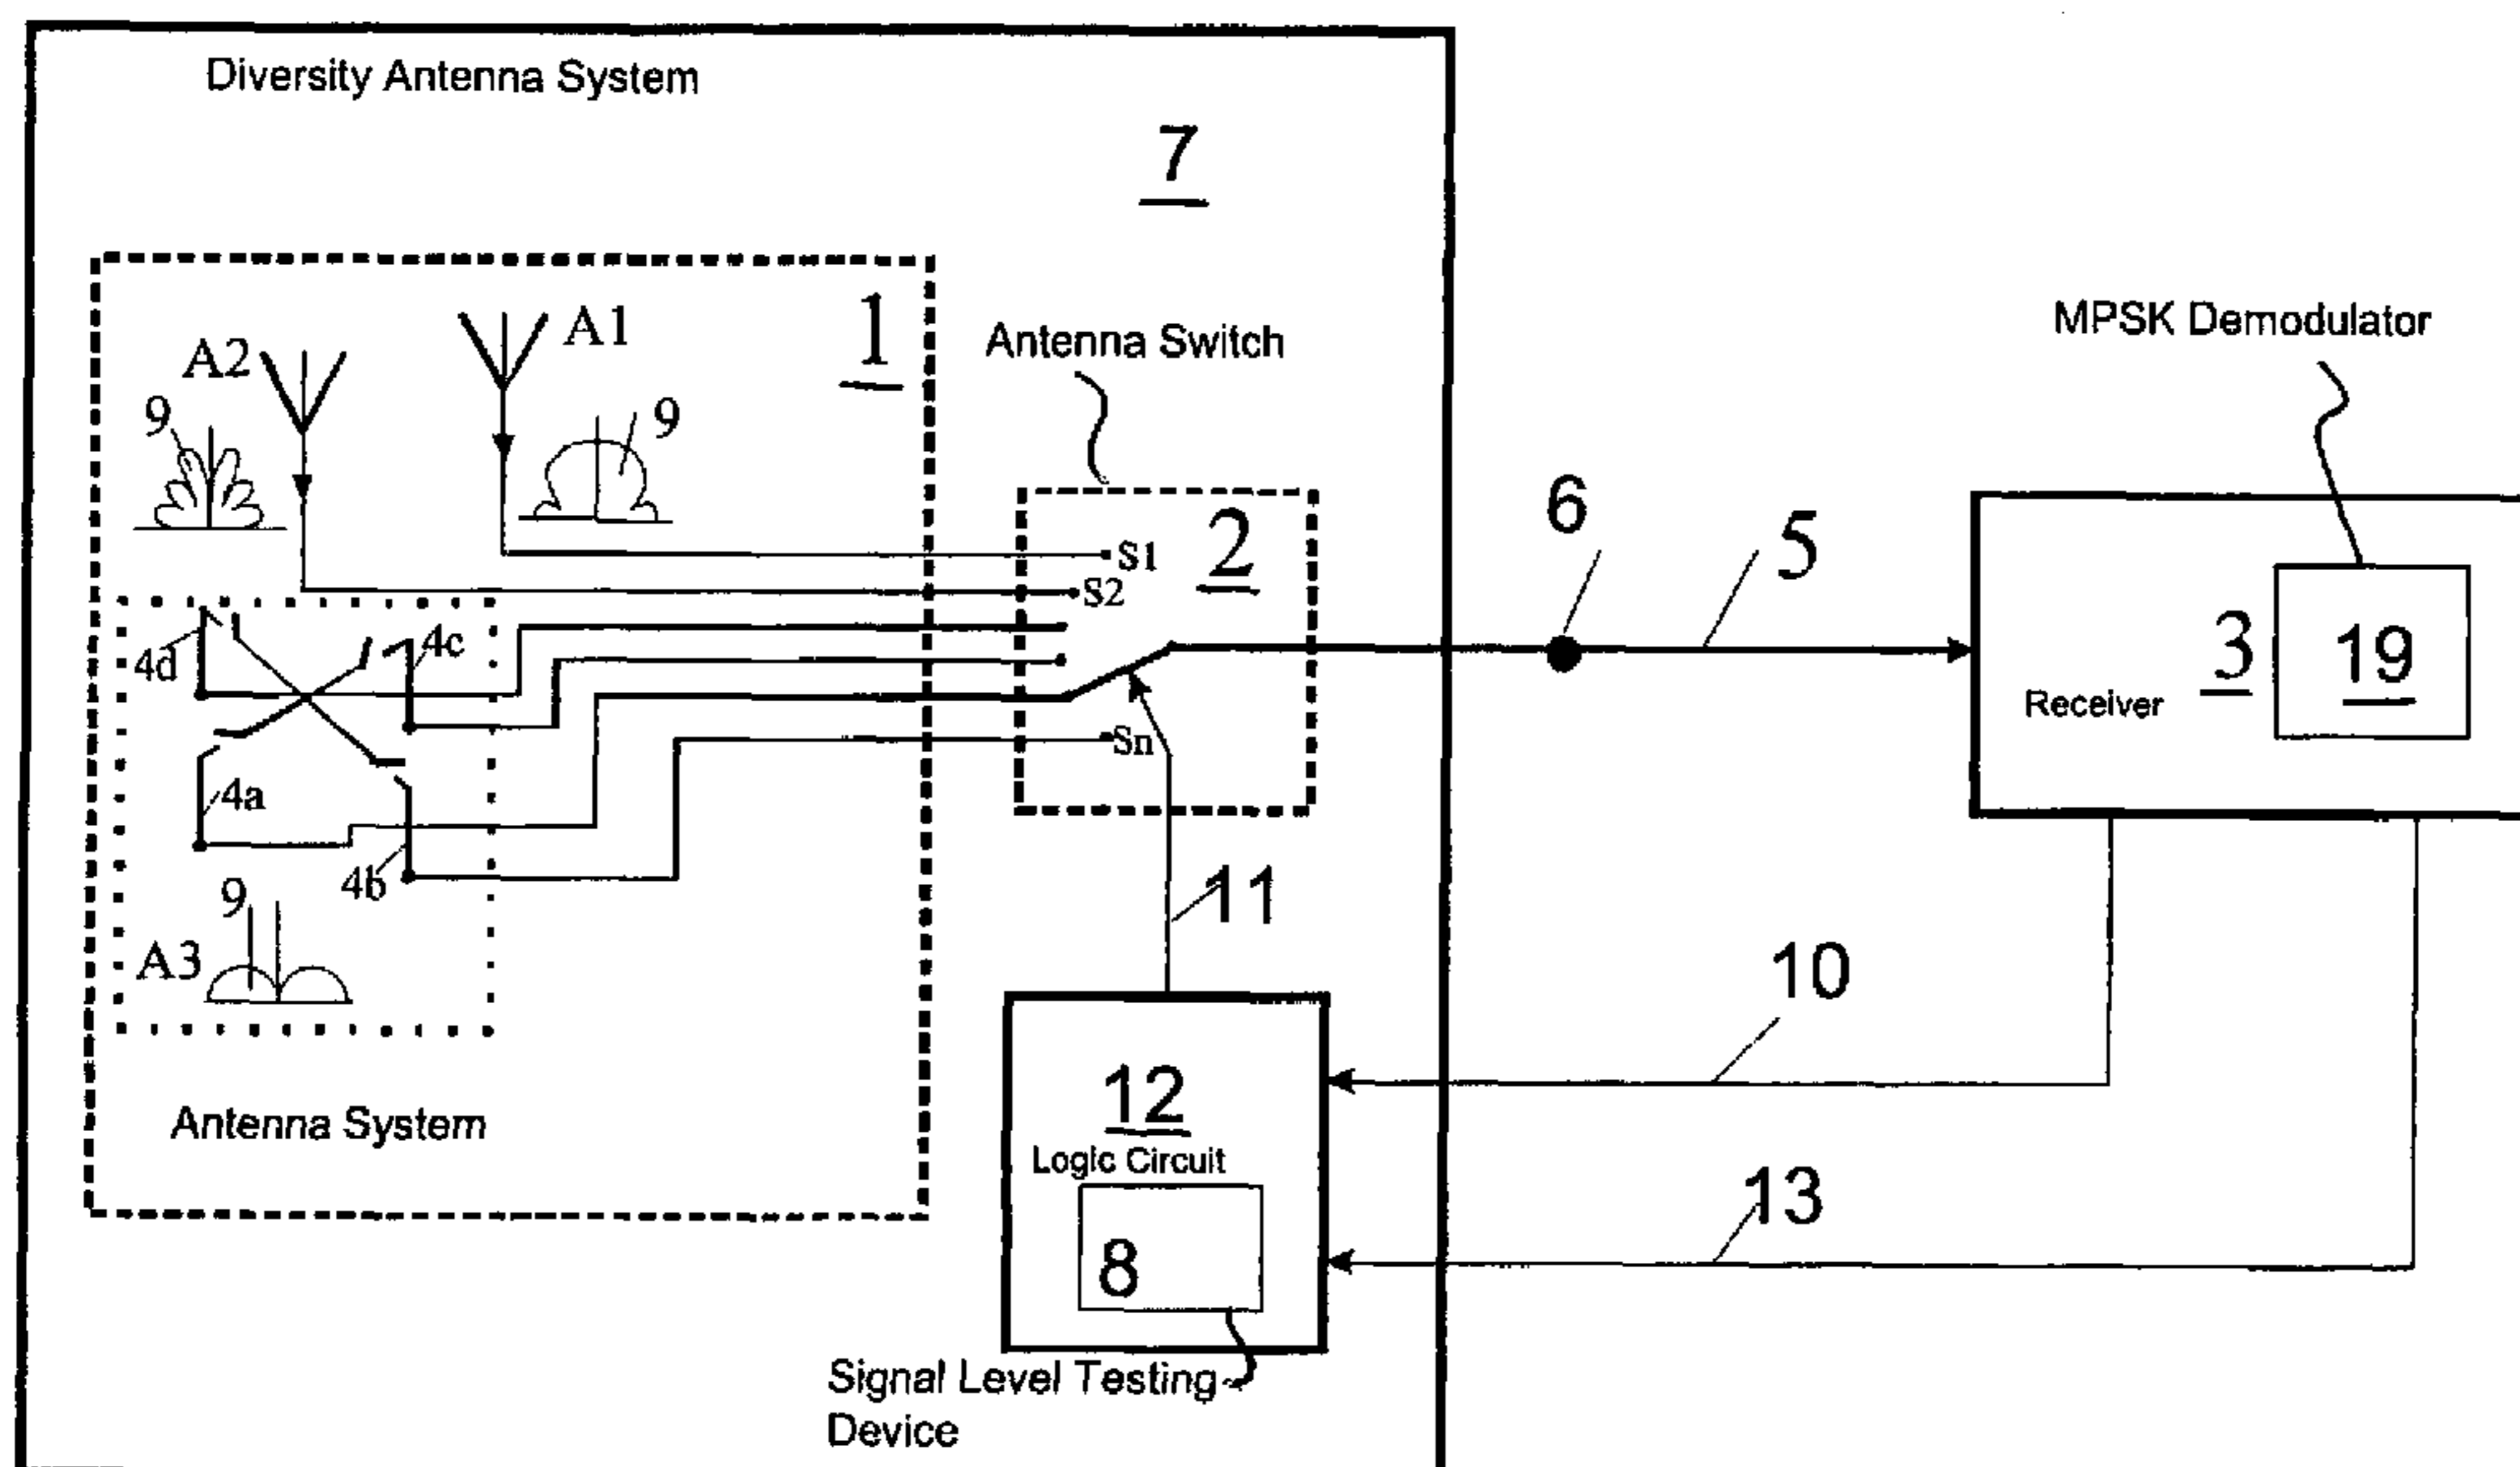 Diversity Antenna System
7
1
A1
A2
9
9
Antenna Switch
MPSK Demodulator
2
S1
S2
Sn
6
5
3
Receiver
19
4d
4c
4a
4b
9
A3
11
10
12
Logic Circuit
8
13
Antenna System
Signal Level Testing
Device